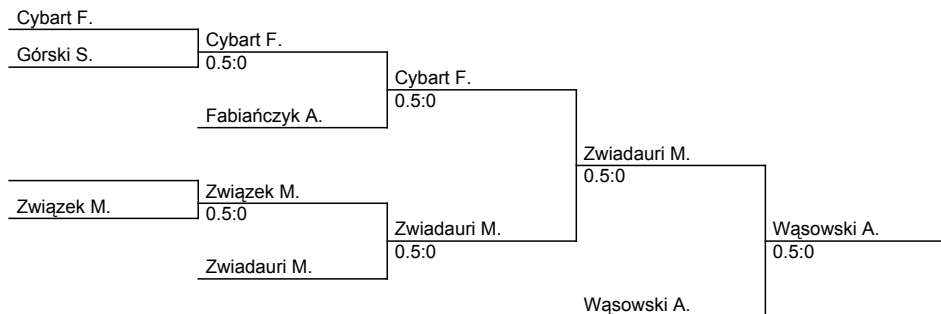 Cybart F.
Górski S.
Cybart F.
0.5:0
Fabiańczyk A.
Cybart F.
0.5:0
Związek M.
Związek M.
0.5:0
Zwiadauri M.
Zwiadauri M.
0.5:0
Zwiadauri M.
0.5:0
Wąsowski A.
Wąsowski A.
0.5:0